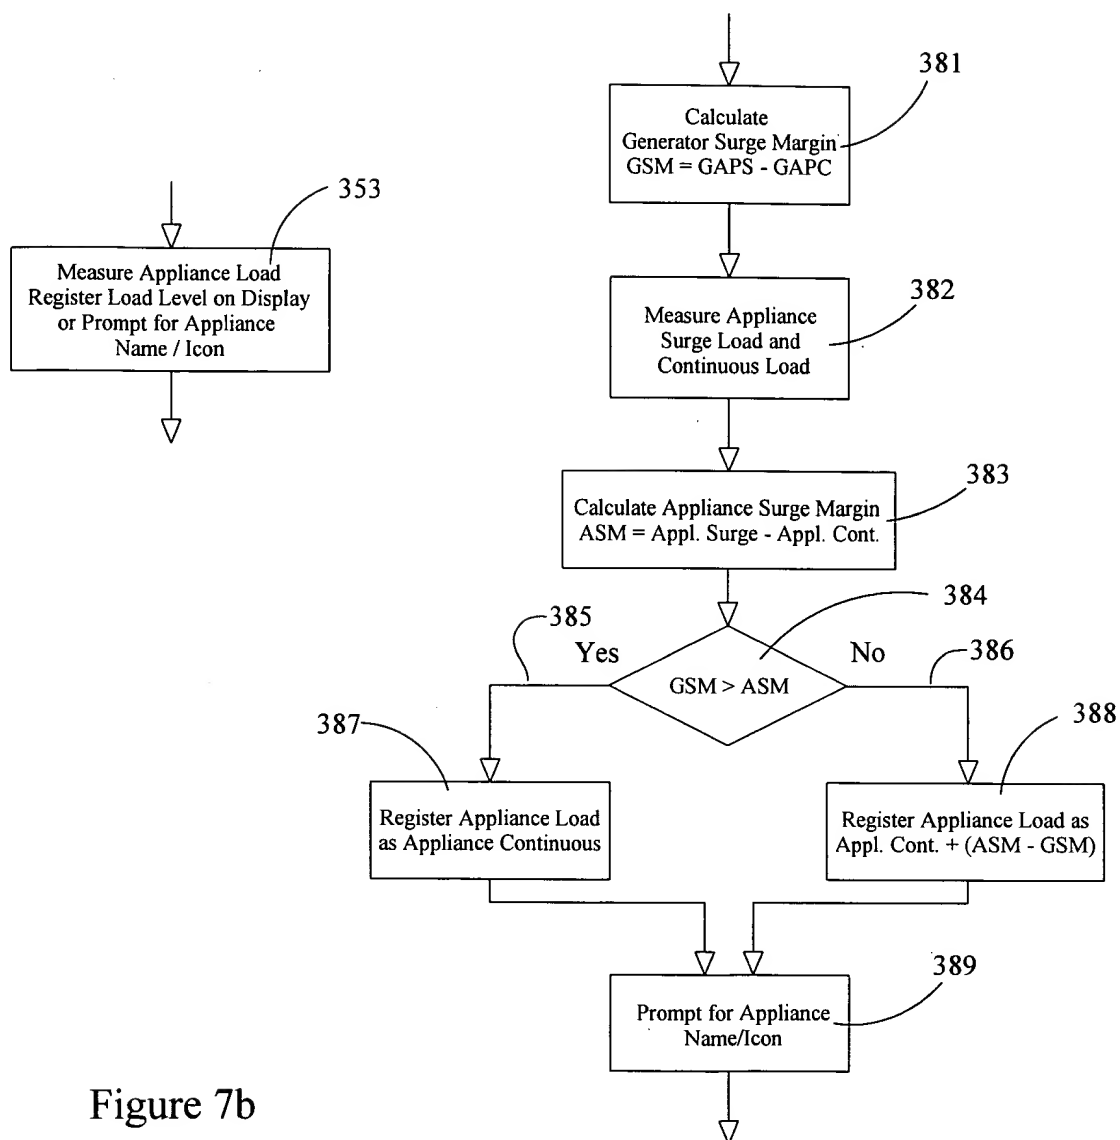 353
Measure Appliance Load
Register Load Level on Display
or Prompt for Appliance
Name / Icon
381
Calculate
Generator Surge Margin
GSM = GAPS - GAPC
382
Measure Appliance
Surge Load and
Continuous Load
383
Calculate Appliance Surge Margin
ASM = Appl. Surge - Appl. Cont.
384
385
Yes
No
386
GSM > ASM
387
388
Register Appliance Load
as Appliance Continuous
Register Appliance Load as
Appl. Cont. + (ASM - GSM)
389
Prompt for Appliance
Name/Icon
Figure 7b